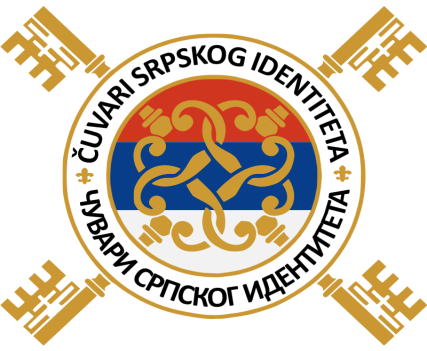 ČUVARI SRPSKOG IDENTITETA
ЧУВАРИ СРПСКОГ ИДЕНТИТЕТА